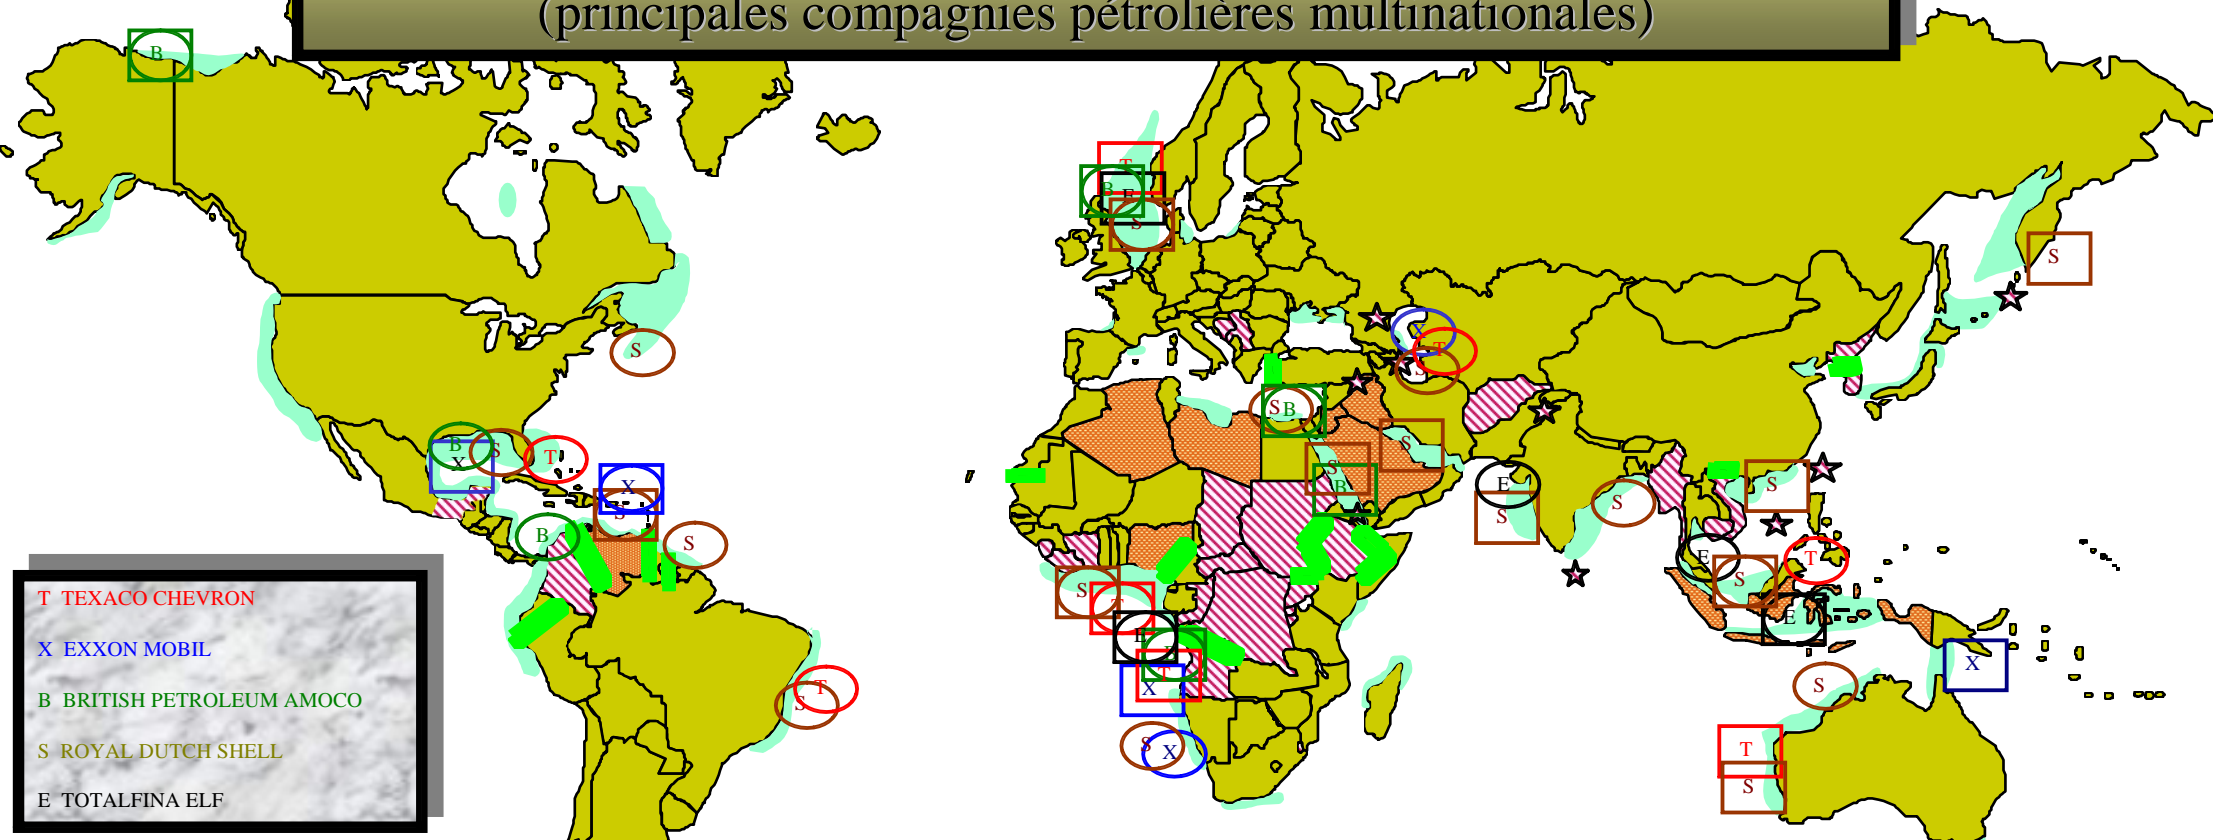 (principales compagnies pétrolières multinationales)
B
T
B E
S
S
S
X
T
S
S B
B
S
T
X
S
X
S
S
B
E
S
S
S
B
S
S
E
T
S
S
T
E
E
T
X
X
S
T
S
S
X
T
S
T TEXACO CHEVRON
X EXXON MOBIL
B BRITISH PETROLEUM AMOCO
S ROYAL DUTCH SHELL
E TOTALFINA ELF